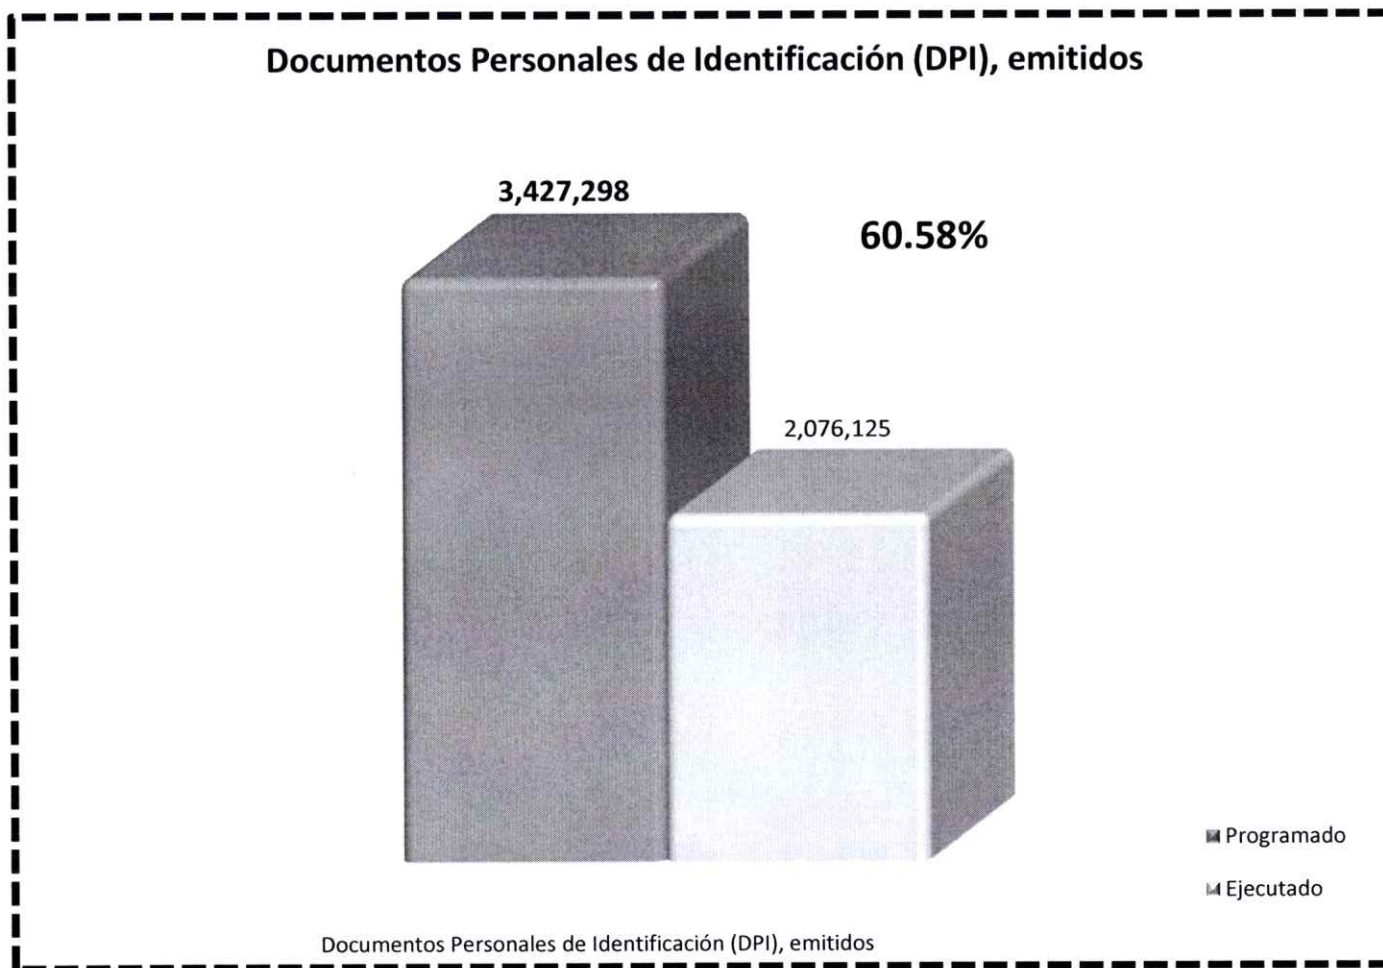 Documentos Personales de Identificación (DPI), emitidos
3,427,298
60.58%
2,076,125
Programado
Ejecutado
Documentos Personales de Identificación (DPI), emitidos